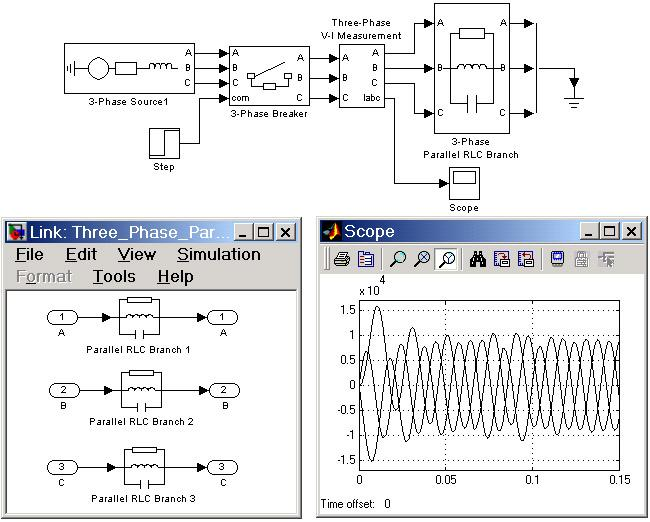 Three-Phase
V-I Measurement
A A A A A A
B B B B B B
C C C C C C
com Iabc
3-Phase Source1
3-Phase Breaker
3-Phase
Parallel RLC Branch
Step
Scope
Link: Three_Phase_Par...
File Edit View Simulation
Format Tools Help
1 1
A A
Parallel RLC Branch 1
2 2
B B
Parallel RLC Branch 2
3 3
C C
Parallel RLC Branch 3
Scope
x 10^4
1.5
1
0.5
0
-0.5
-1
-1.5
0 0.05 0.1 0.15
Time offset: 0